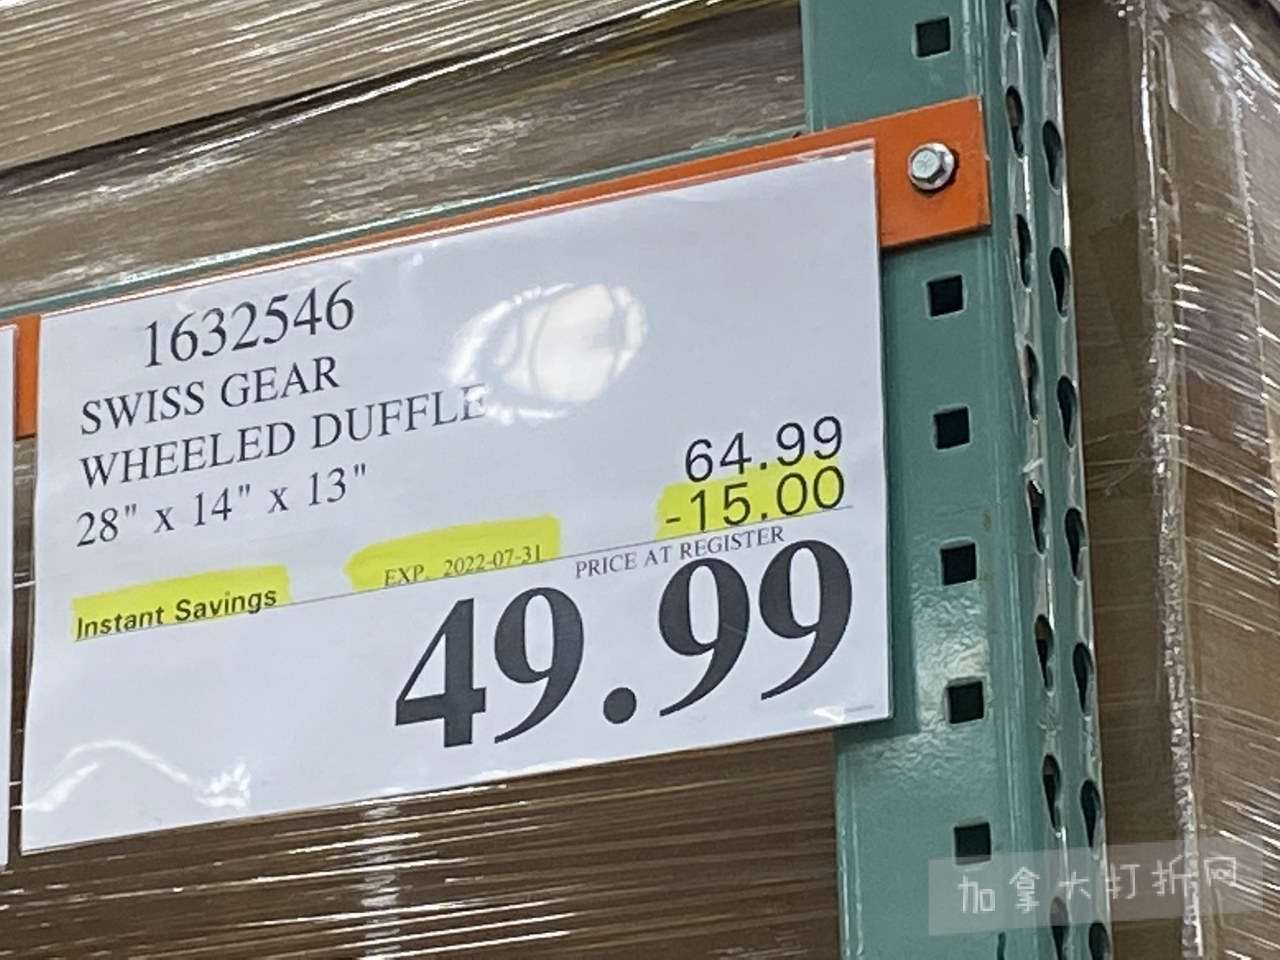 1632546
SWISS GEAR
WHEELED DUFFLE
28" x 14" x 13"
64.99
-15.00
Instant Savings
EXP. 2022-07-31
PRICE AT REGISTER
49.99
加拿大打折网